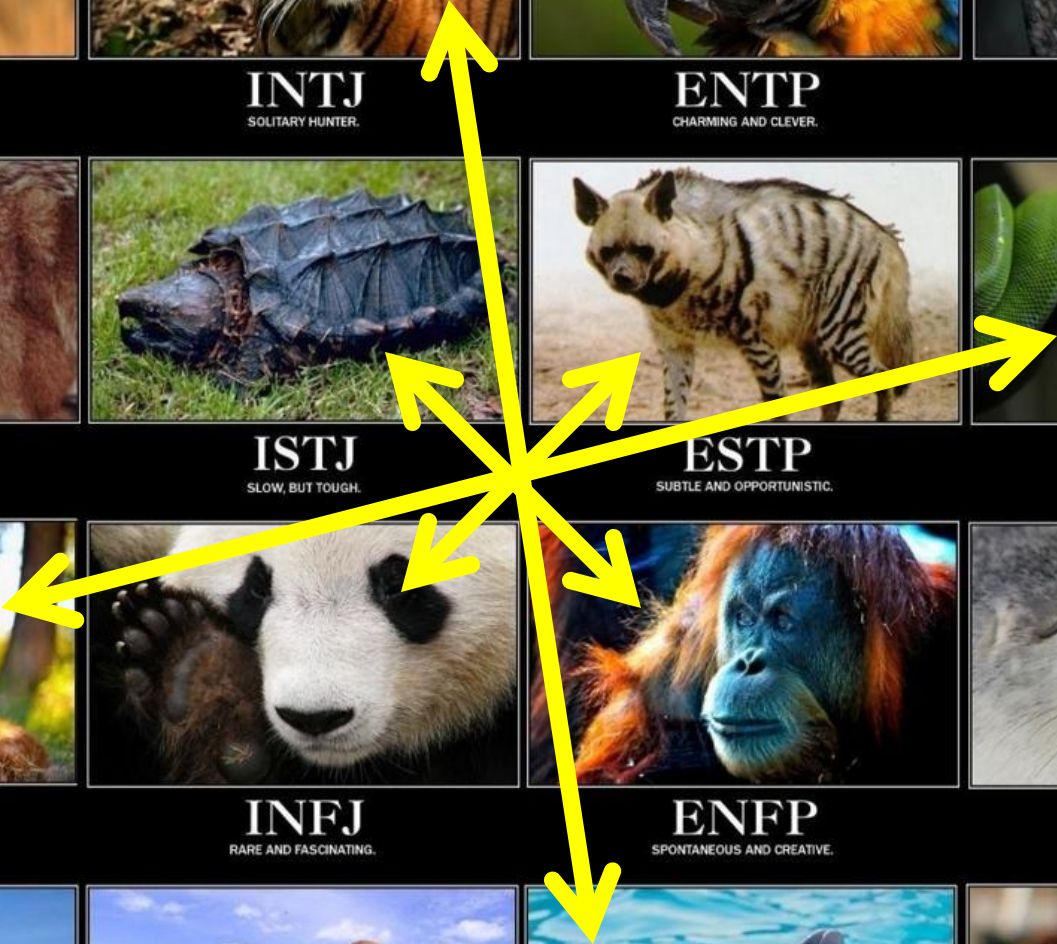 INTJ
SOLITARY HUNTER.
ENTP
CHARMING AND CLEVER.
ISTJ
SLOW, BUT TOUGH.
ESTP
SUBTLE AND OPPORTUNISTIC.
INFJ
RARE AND FASCINATING.
ENFP
SPONTANEOUS AND CREATIVE.